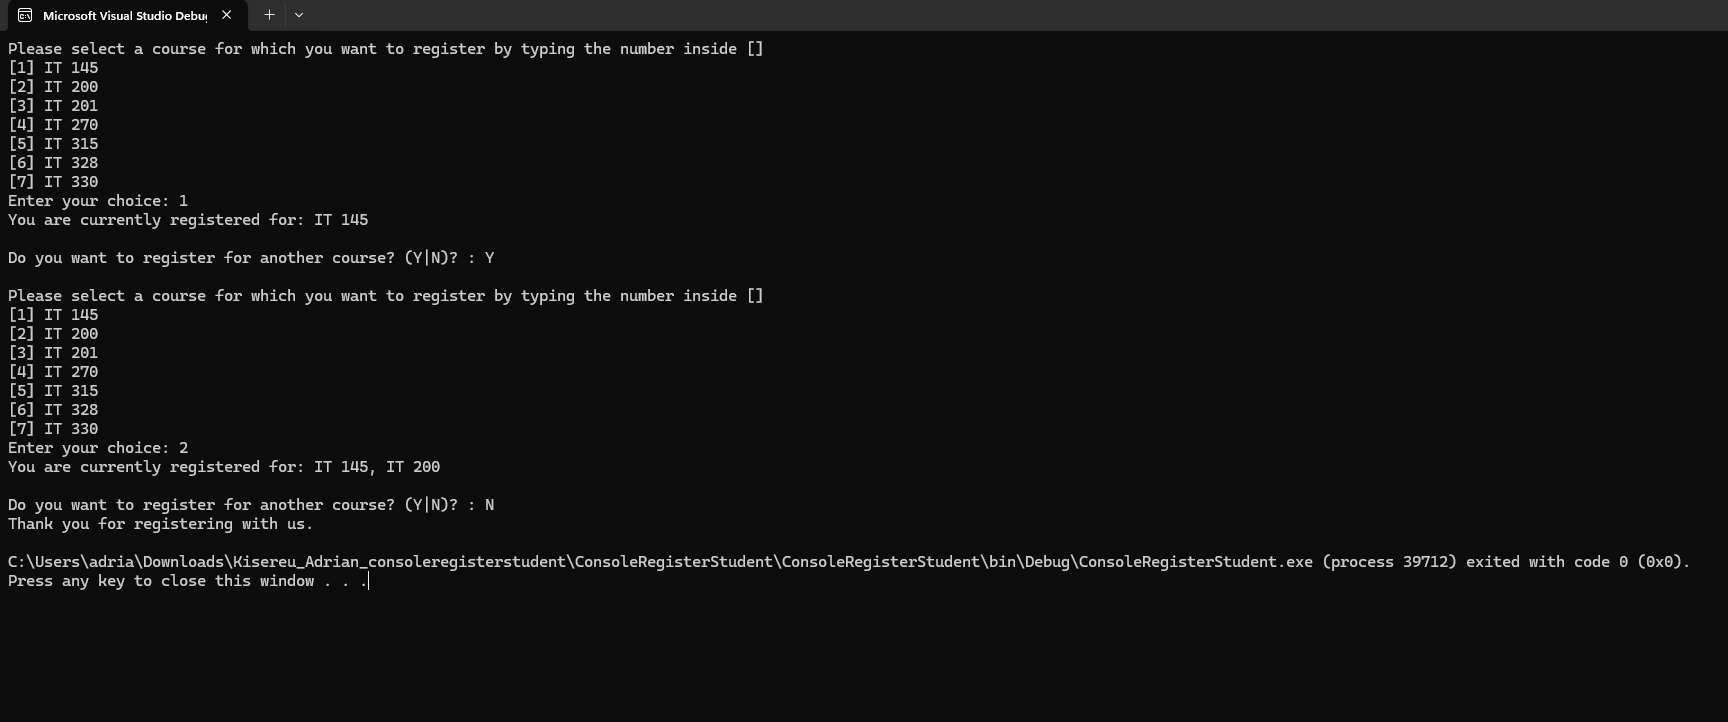 Microsoft Visual Studio Debug
Please select a course for which you want to register by typing the number inside []
[1] IT 145
[2] IT 200
[3] IT 201
[4] IT 270
[5] IT 315
[6] IT 328
[7] IT 330
Enter your choice: 1
You are currently registered for: IT 145
Do you want to register for another course? (Y|N)? : Y
Please select a course for which you want to register by typing the number inside []
[1] IT 145
[2] IT 200
[3] IT 201
[4] IT 270
[5] IT 315
[6] IT 328
[7] IT 330
Enter your choice: 2
You are currently registered for: IT 145, IT 200
Do you want to register for another course? (Y|N)? : N
Thank you for registering with us.
C:\Users\adria\Downloads\Kisereu_Adrian_consoleregisterstudent\ConsoleRegisterStudent\ConsoleRegisterStudent\bin\Debug\ConsoleRegisterStudent.exe (process 39712) exited with code 0 (0x0).
Press any key to close this window . . .